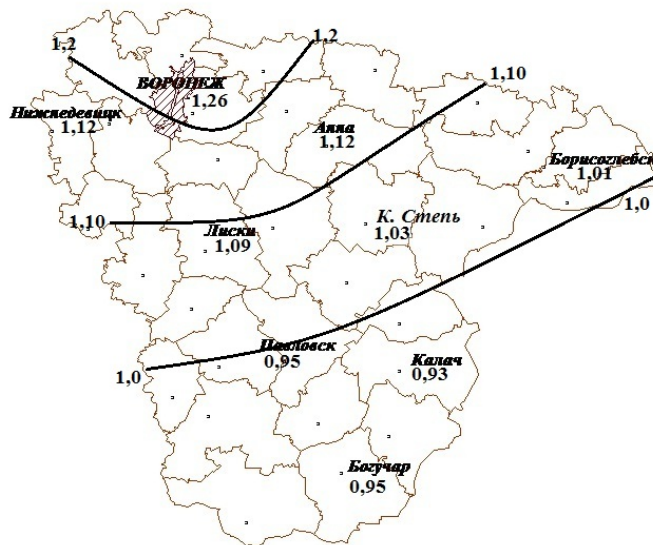 1,2
1,2
ВОРОНЕЖ
1,26
1,10
Нижнедевицк
1,12
Анна
1,12
Борисоглебск
1,01
1,0
1,10
Лиски
1,09
К. Степь
1,03
Павловск
0,95
1,0
Калач
0,93
Богучар
0,95